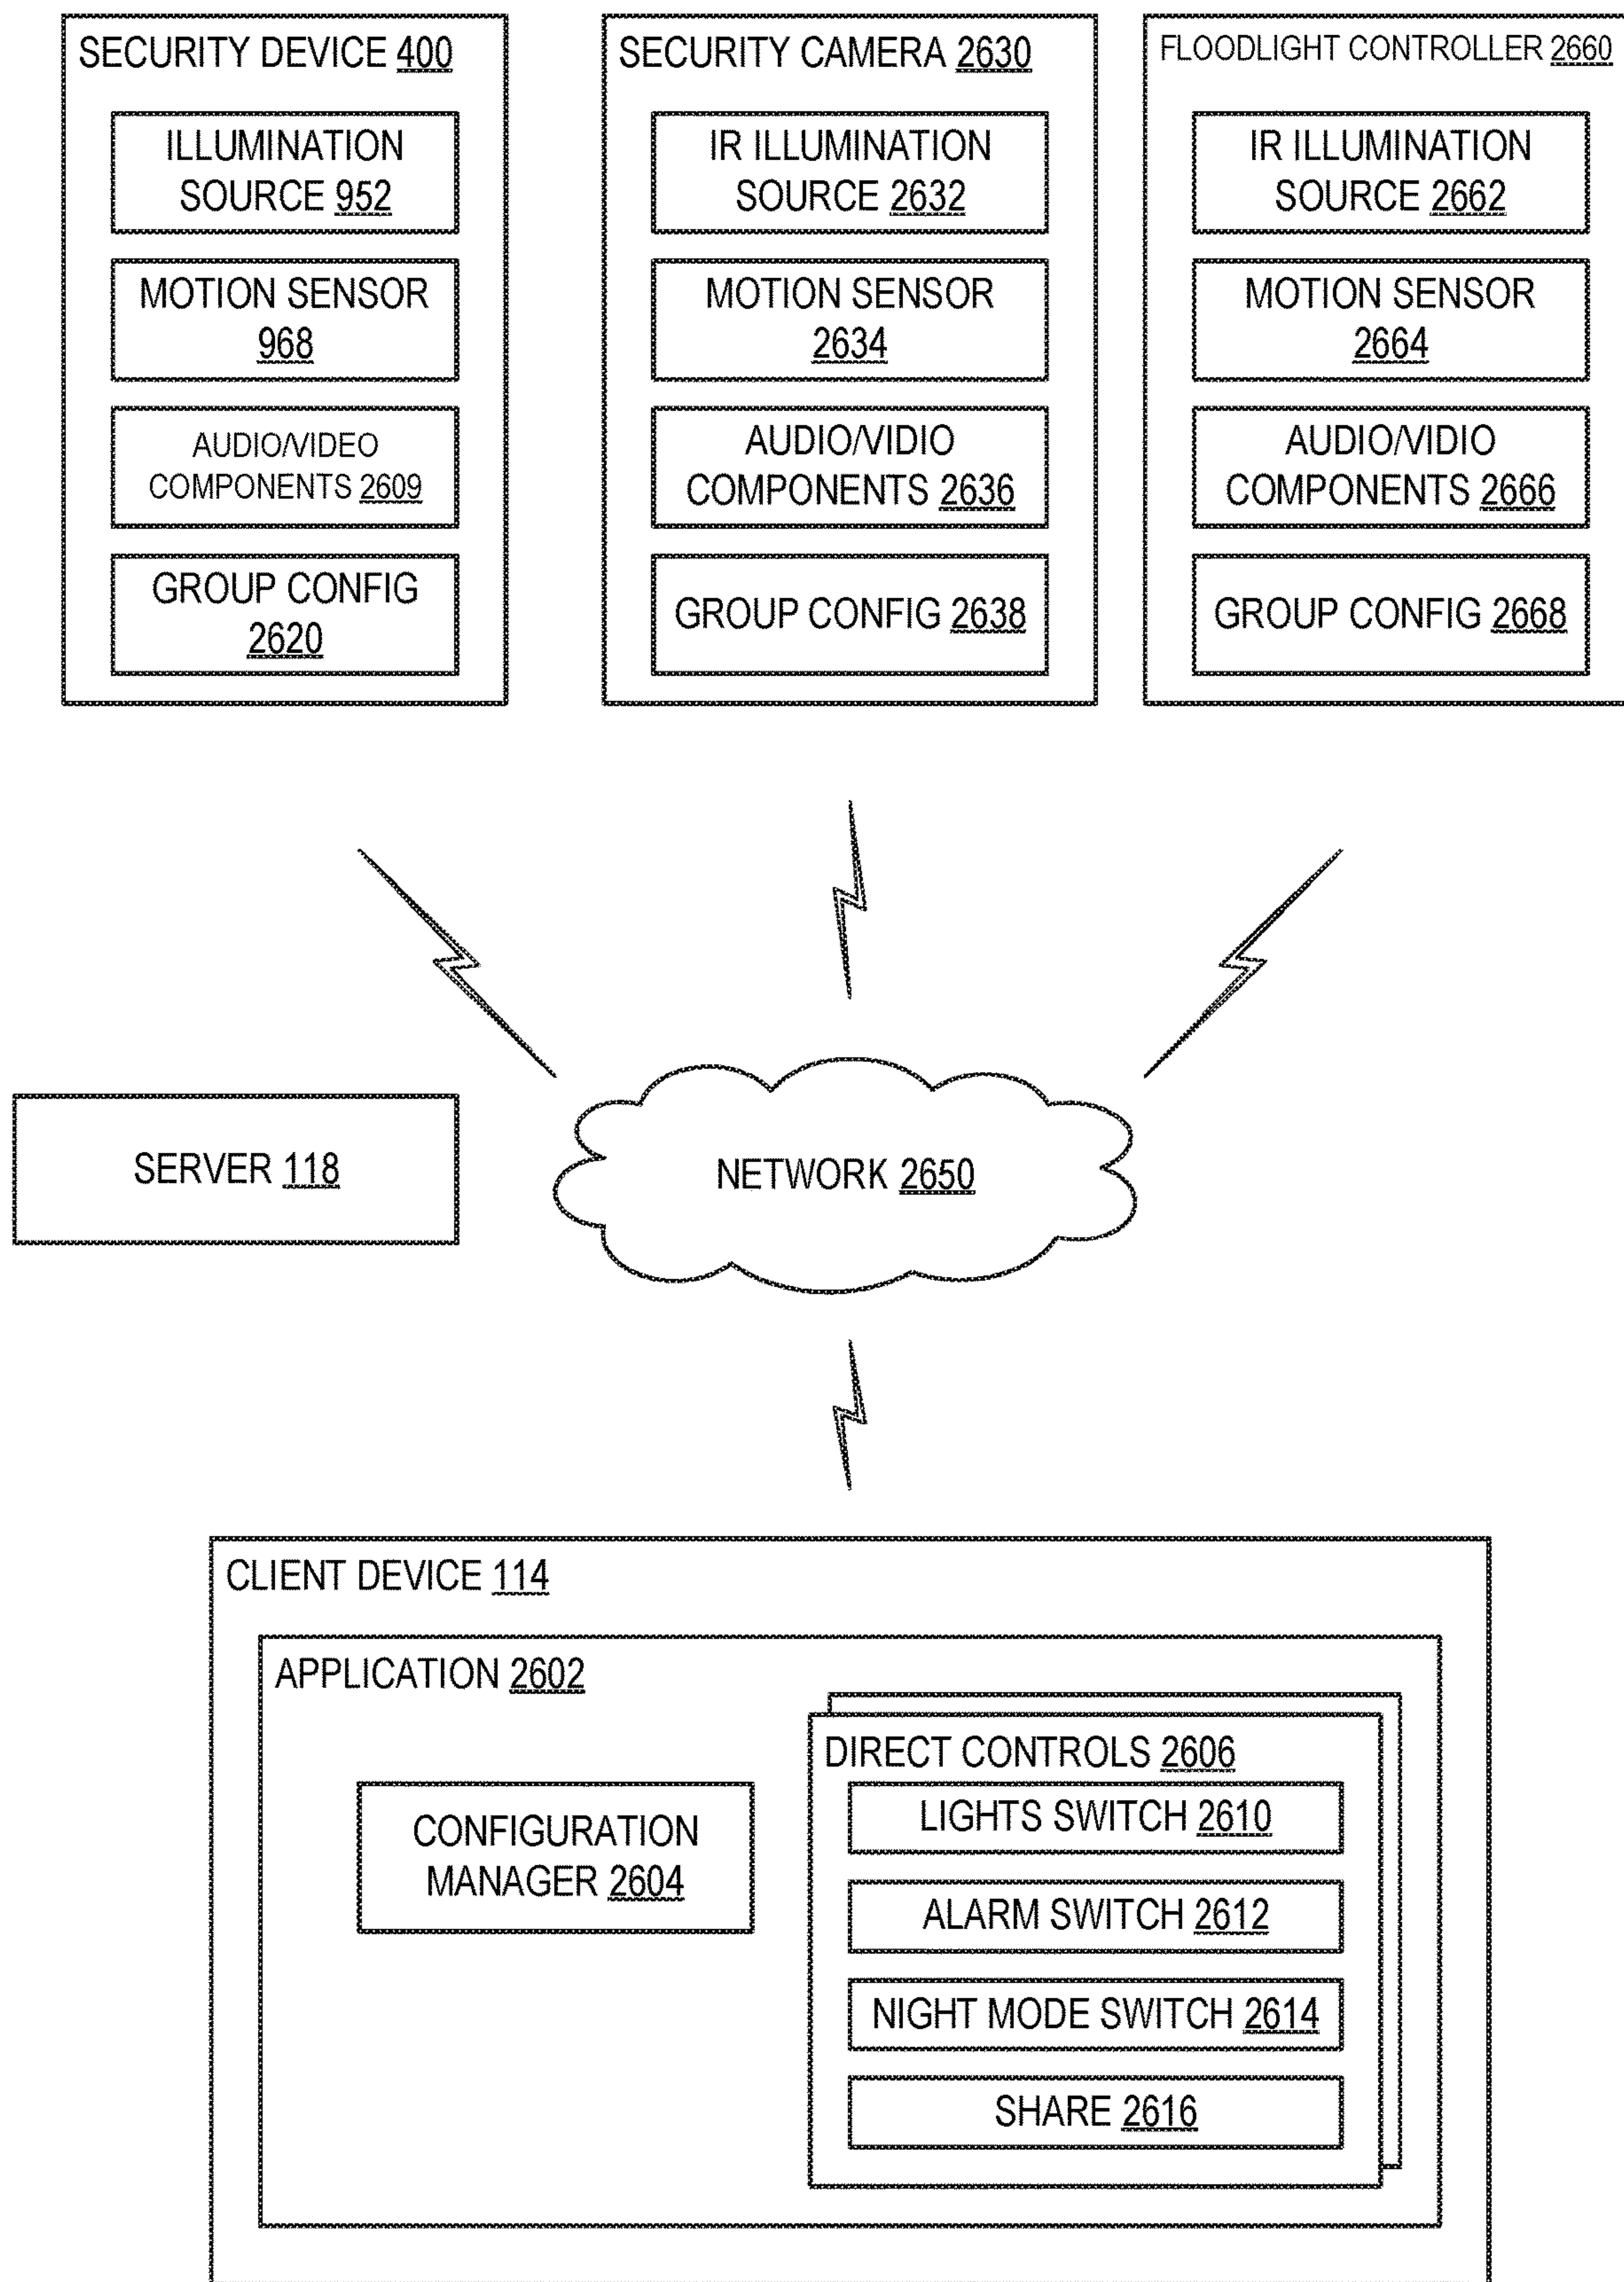 SECURITY DEVICE 400
ILLUMINATION
SOURCE 952
MOTION SENSOR
968
AUDIO/VIDEO
COMPONENTS 2609
GROUP CONFIG
2620
SECURITY CAMERA 2630
IR ILLUMINATION
SOURCE 2632
MOTION SENSOR
2634
AUDIO/VIDIO
COMPONENTS 2636
GROUP CONFIG 2638
FLOODLIGHT CONTROLLER 2660
IR ILLUMINATION
SOURCE 2662
MOTION SENSOR
2664
AUDIO/VIDIO
COMPONENTS 2666
GROUP CONFIG 2668
SERVER 118
NETWORK 2650
CLIENT DEVICE 114
APPLICATION 2602
CONFIGURATION
MANAGER 2604
DIRECT CONTROLS 2606
LIGHTS SWITCH 2610
ALARM SWITCH 2612
NIGHT MODE SWITCH 2614
SHARE 2616